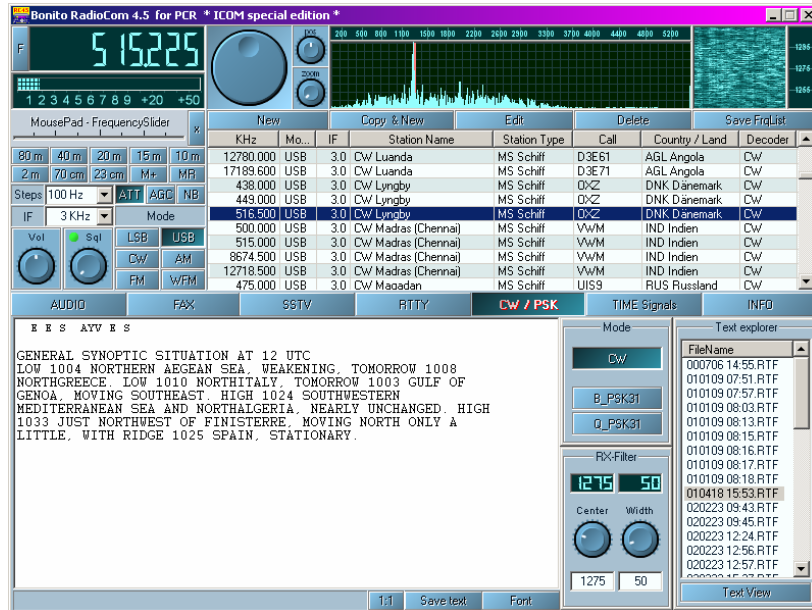 Bonito RadioCom 4.5 for PCR * ICOM special edition *
F 515.225
1 2 3 4 5 6 7 8 9 +20 +50
pos
zoom
200 500 800 1100 1500 1800 2200 2600 2900 3300 3700 4000 4400 4800 5200
1295
1275
1255
MousePad - FrequencySlider x
80 m 40 m 20 m 15 m 10 m
2 m 70 cm 23 cm M+ MR
Steps 100 Hz ATT AGC NB
IF 3 KHz Mode
Vol Sql LSB USB
CW AM
FM WFM
New Copy & New Edit Delete Save FrqList
KHz Mo... IF Station Name Station Type Call Country / Land Decoder
12780.000 USB 3.0 CW Luanda MS Schiff D3E61 AGL Angola CW
17189.600 USB 3.0 CW Luanda MS Schiff D3E71 AGL Angola CW
438.000 USB 3.0 CW Lyngby MS Schiff OXZ DNK Dänemark CW
449.000 USB 3.0 CW Lyngby MS Schiff OXZ DNK Dänemark CW
516.500 USB 3.0 CW Lyngby MS Schiff OXZ DNK Dänemark CW
500.000 USB 3.0 CW Madras (Chennai) MS Schiff VWM IND Indien CW
515.000 USB 3.0 CW Madras (Chennai) MS Schiff VWM IND Indien CW
8674.500 USB 3.0 CW Madras (Chennai) MS Schiff VWM IND Indien CW
12718.500 USB 3.0 CW Madras (Chennai) MS Schiff VWM IND Indien CW
475.000 USB 3.0 CW Magadan MS Schiff UIS9 RUS Russland CW
AUDIO FAX SSTV RTTY CW / PSK TIME Signals INFO
E E S AYV E S
GENERAL SYNOPTIC SITUATION AT 12 UTC
LOW 1004 NORTHERN AEGEAN SEA, WEAKENING, TOMORROW 1008
NORTHGREECE. LOW 1010 NORTHITALY, TOMORROW 1003 GULF OF
GENOA, MOVING SOUTHEAST. HIGH 1024 SOUTHWESTERN
MEDITERRANEAN SEA AND NORTHALGERIA, NEARLY UNCHANGED. HIGH
1033 JUST NORTHWEST OF FINISTERRE, MOVING NORTH ONLY A
LITTLE, WITH RIDGE 1025 SPAIN, STATIONARY.
1:1 Save text Font
Mode
CW
B_PSK31
Q_PSK31
RX-Filter
1275 50
Center Width
1275 50
Text explorer
FileName
000706 14:55.RTF
010109 07:51.RTF
010109 07:57.RTF
010109 08:03.RTF
010109 08:13.RTF
010109 08:15.RTF
010109 08:16.RTF
010109 08:17.RTF
010109 08:18.RTF
010418 15:53.RTF
020223 09:43.RTF
020223 09:45.RTF
020223 12:24.RTF
020223 12:56.RTF
020223 12:57.RTF
Text View